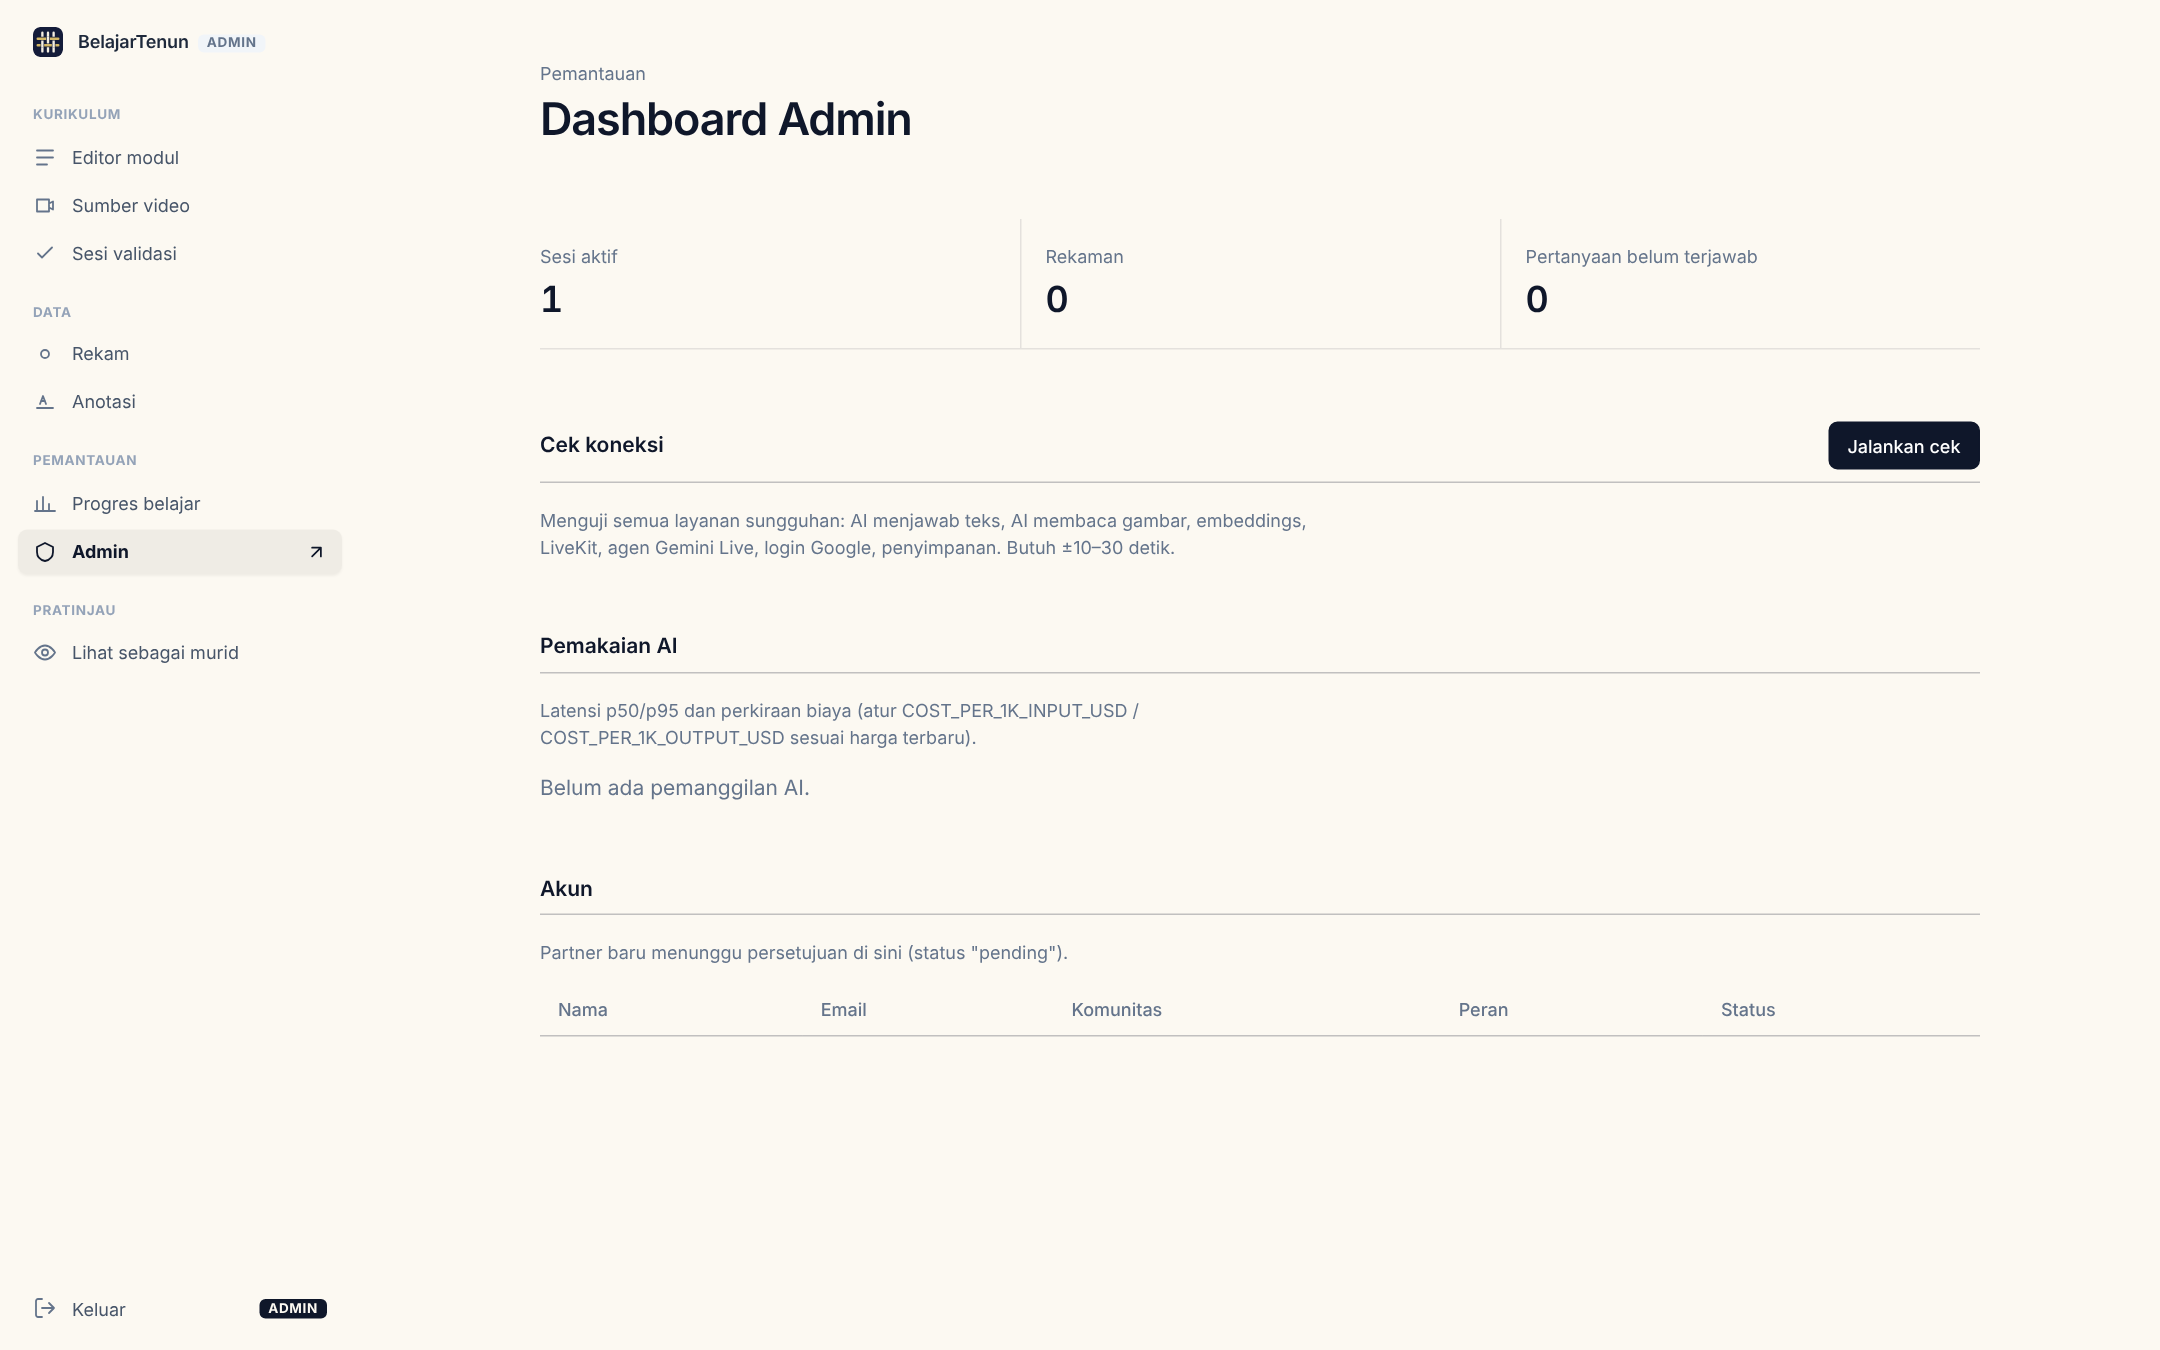 BelajarTenun ADMIN
KURIKULUM
Editor modul
Sumber video
Sesi validasi
DATA
Rekam
Anotasi
PEMANTAUAN
Progres belajar
Admin
PRATINJAU
Lihat sebagai murid
Keluar ADMIN
Pemantauan
Dashboard Admin
Sesi aktif
1
Rekaman
0
Pertanyaan belum terjawab
0
Cek koneksi
Jalankan cek
Menguji semua layanan sungguhan: AI menjawab teks, AI membaca gambar, embeddings,
LiveKit, agen Gemini Live, login Google, penyimpanan. Butuh ±10–30 detik.
Pemakaian AI
Latensi p50/p95 dan perkiraan biaya (atur COST_PER_1K_INPUT_USD /
COST_PER_1K_OUTPUT_USD sesuai harga terbaru).
Belum ada pemanggilan AI.
Akun
Partner baru menunggu persetujuan di sini (status "pending").
Nama Email Komunitas Peran Status